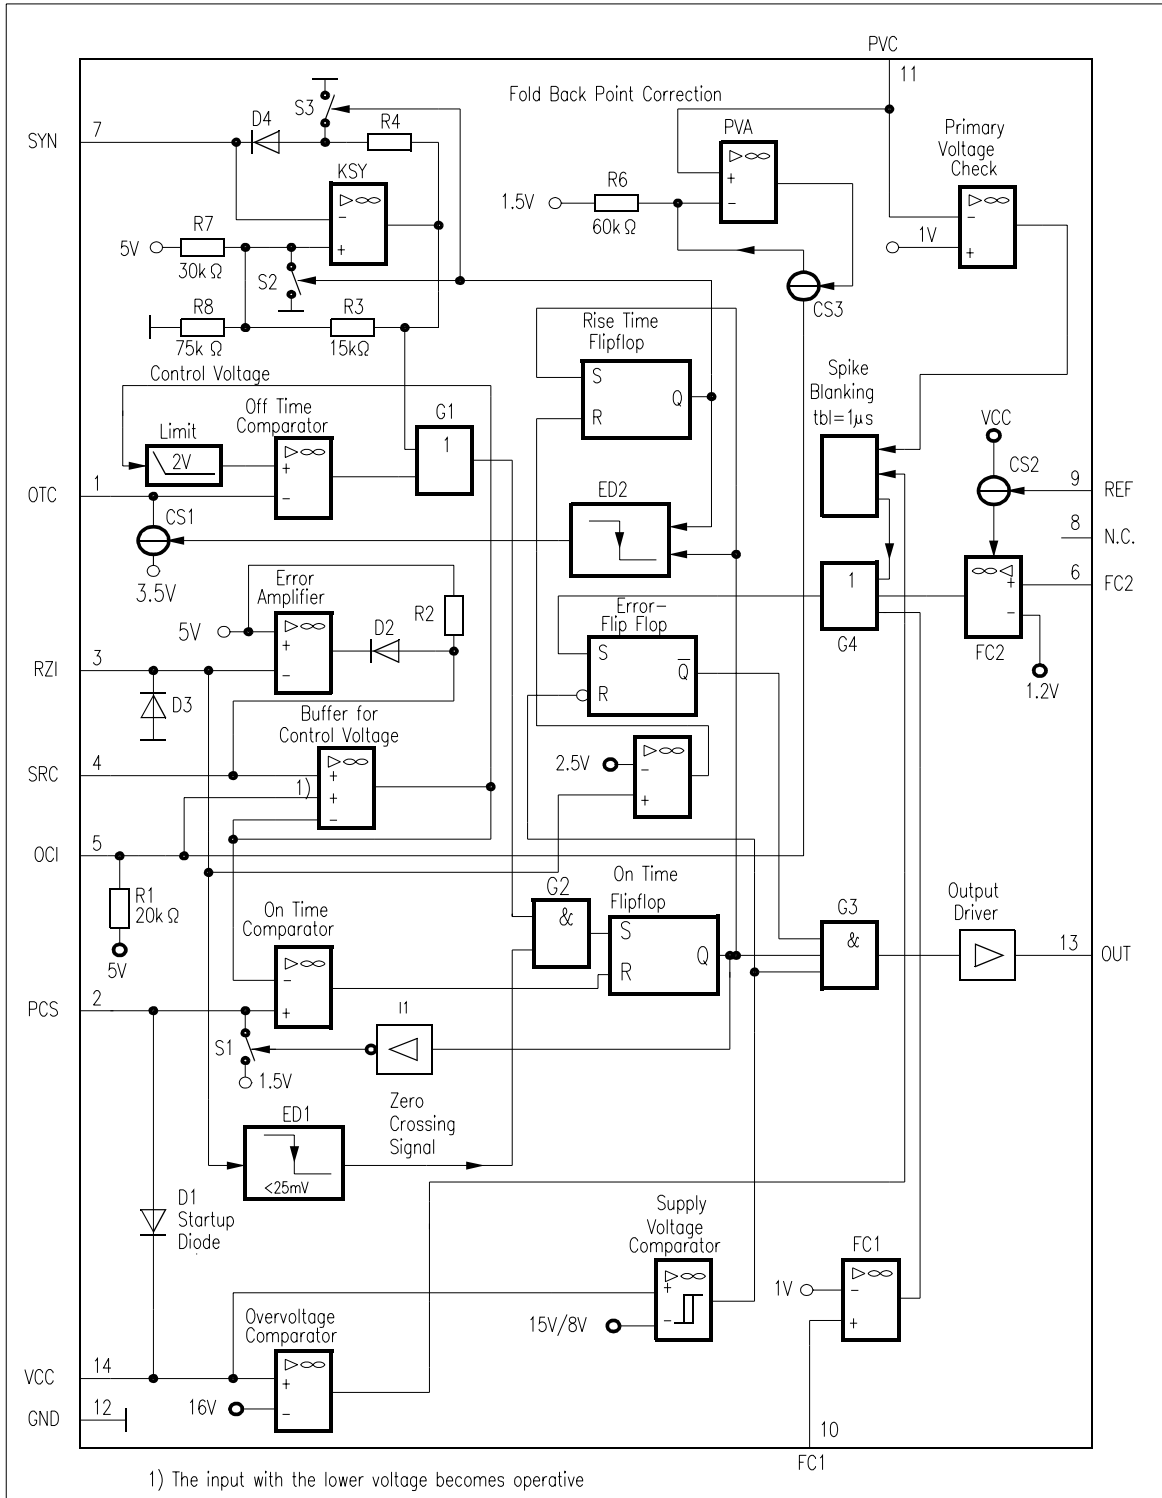 PVC
11
Fold Back Point Correction
SYN
7
D4
S3
R4
PVA
Primary
Voltage
Check
KSY
▷∞
▷∞
▷∞
+
-
-
+
-
+
R7
5V
30k Ω
1.5V
R6
60k Ω
1V
S2
CS3
R8
75k Ω
R3
15kΩ
Rise Time
Flipflop
S
R
Q
Spike
Blanking
tbl=1µs
Control Voltage
Limit
2V
Off Time
Comparator
▷∞
+
-
G1
1
VCC
CS2
9
REF
OTC
1
CS1
3.5V
ED2
8
N.C.
Error
Amplifier
▷∞
+
-
5V
D2
R2
Error-
Flip Flop
S
R
Q̅
1
G4
∞◁
+
-
FC2
6
FC2
1.2V
RZI
3
D3
Buffer for
Control Voltage
▷∞
+
+
-
1)
SRC
4
2.5V
▷∞
-
+
OCI
5
R1
20k Ω
5V
On Time
Comparator
▷∞
-
+
G2
&
On Time
Flipflop
S
R
Q
G3
&
Output
Driver
▷
13
OUT
PCS
2
S1
1.5V
I1
◁
ED1
<25mV
Zero
Crossing
Signal
D1
Startup
Diode
Supply
Voltage
Comparator
▷∞
+
-
15V/8V
FC1
▷∞
-
+
1V
Overvoltage
Comparator
▷∞
+
-
16V
VCC
14
GND
12
10
FC1
1) The input with the lower voltage becomes operative